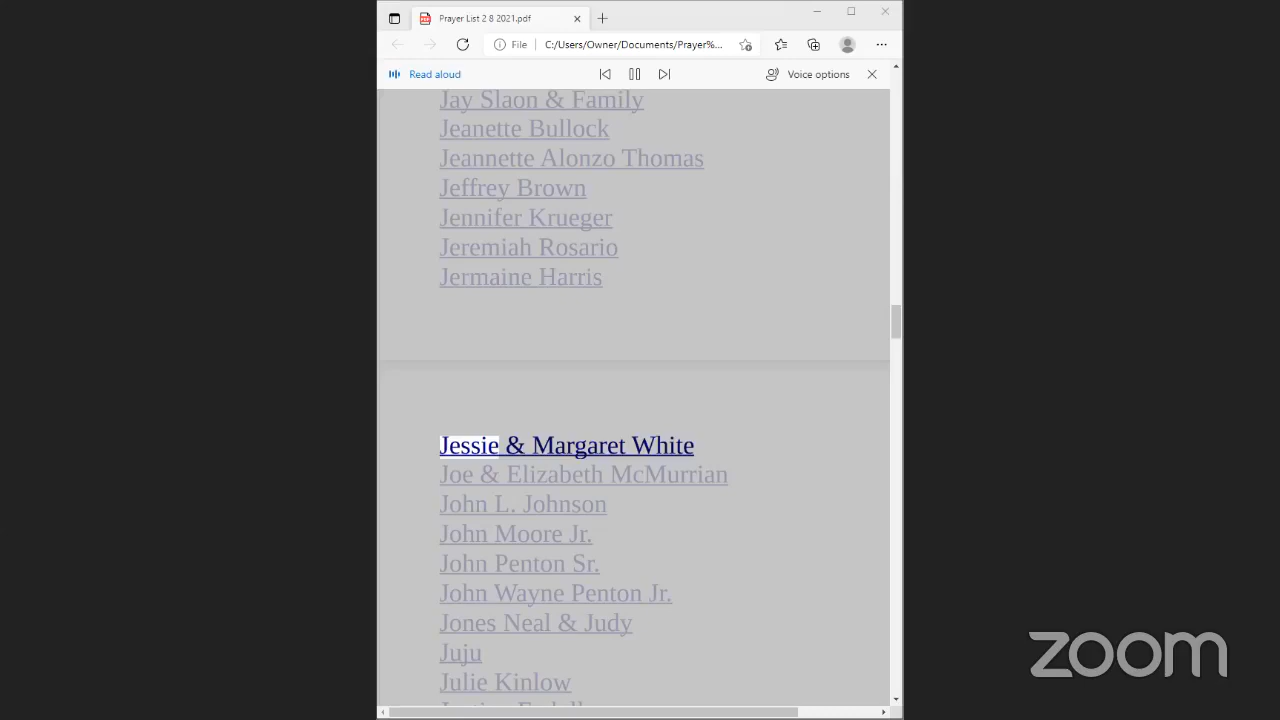 Prayer List 2 8 2021.pdf
File
C:/Users/Owner/Documents/Prayer%...
Read aloud
Voice options
Jay Slaon & Family
Jeanette Bullock
Jeannette Alonzo Thomas
Jeffrey Brown
Jennifer Krueger
Jeremiah Rosario
Jermaine Harris
Jessie & Margaret White
Joe & Elizabeth McMurrian
John L. Johnson
John Moore Jr.
John Penton Sr.
John Wayne Penton Jr.
Jones Neal & Judy
Juju
Julie Kinlow
zoom